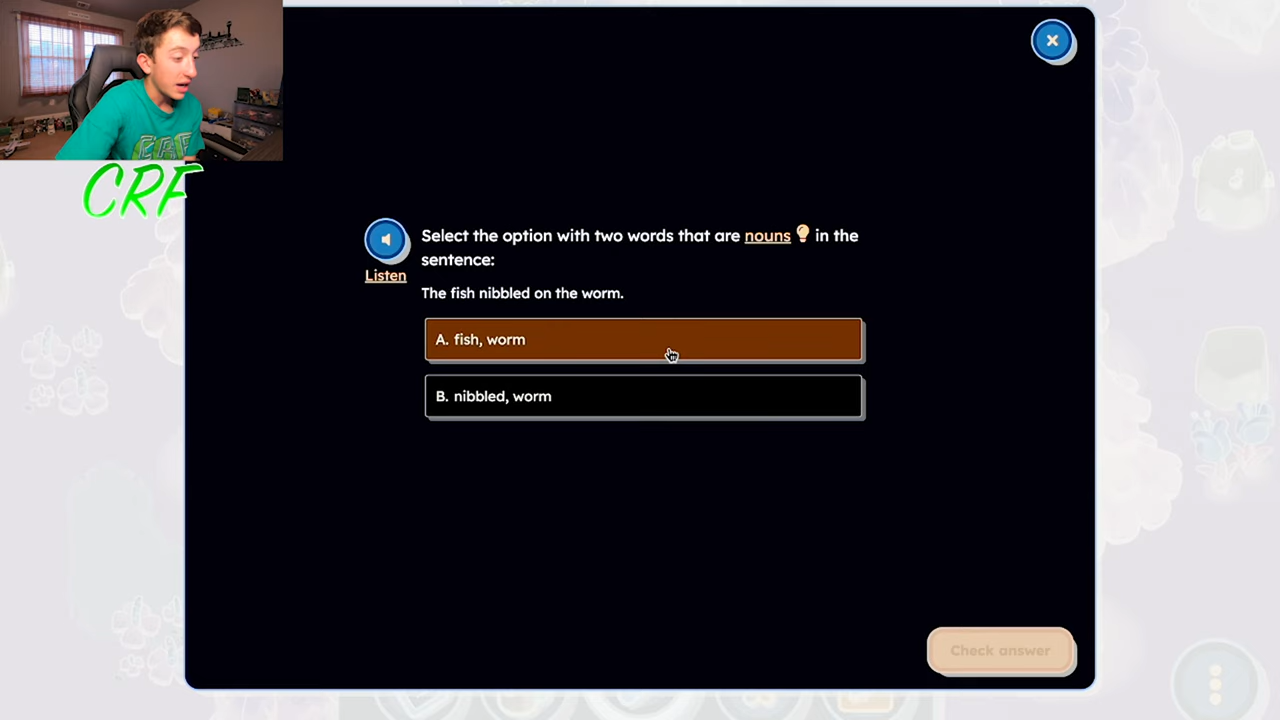 CRF
Select the option with two words that are nouns in the
sentence:
Listen
The fish nibbled on the worm.
A. fish, worm
B. nibbled, worm
Check answer